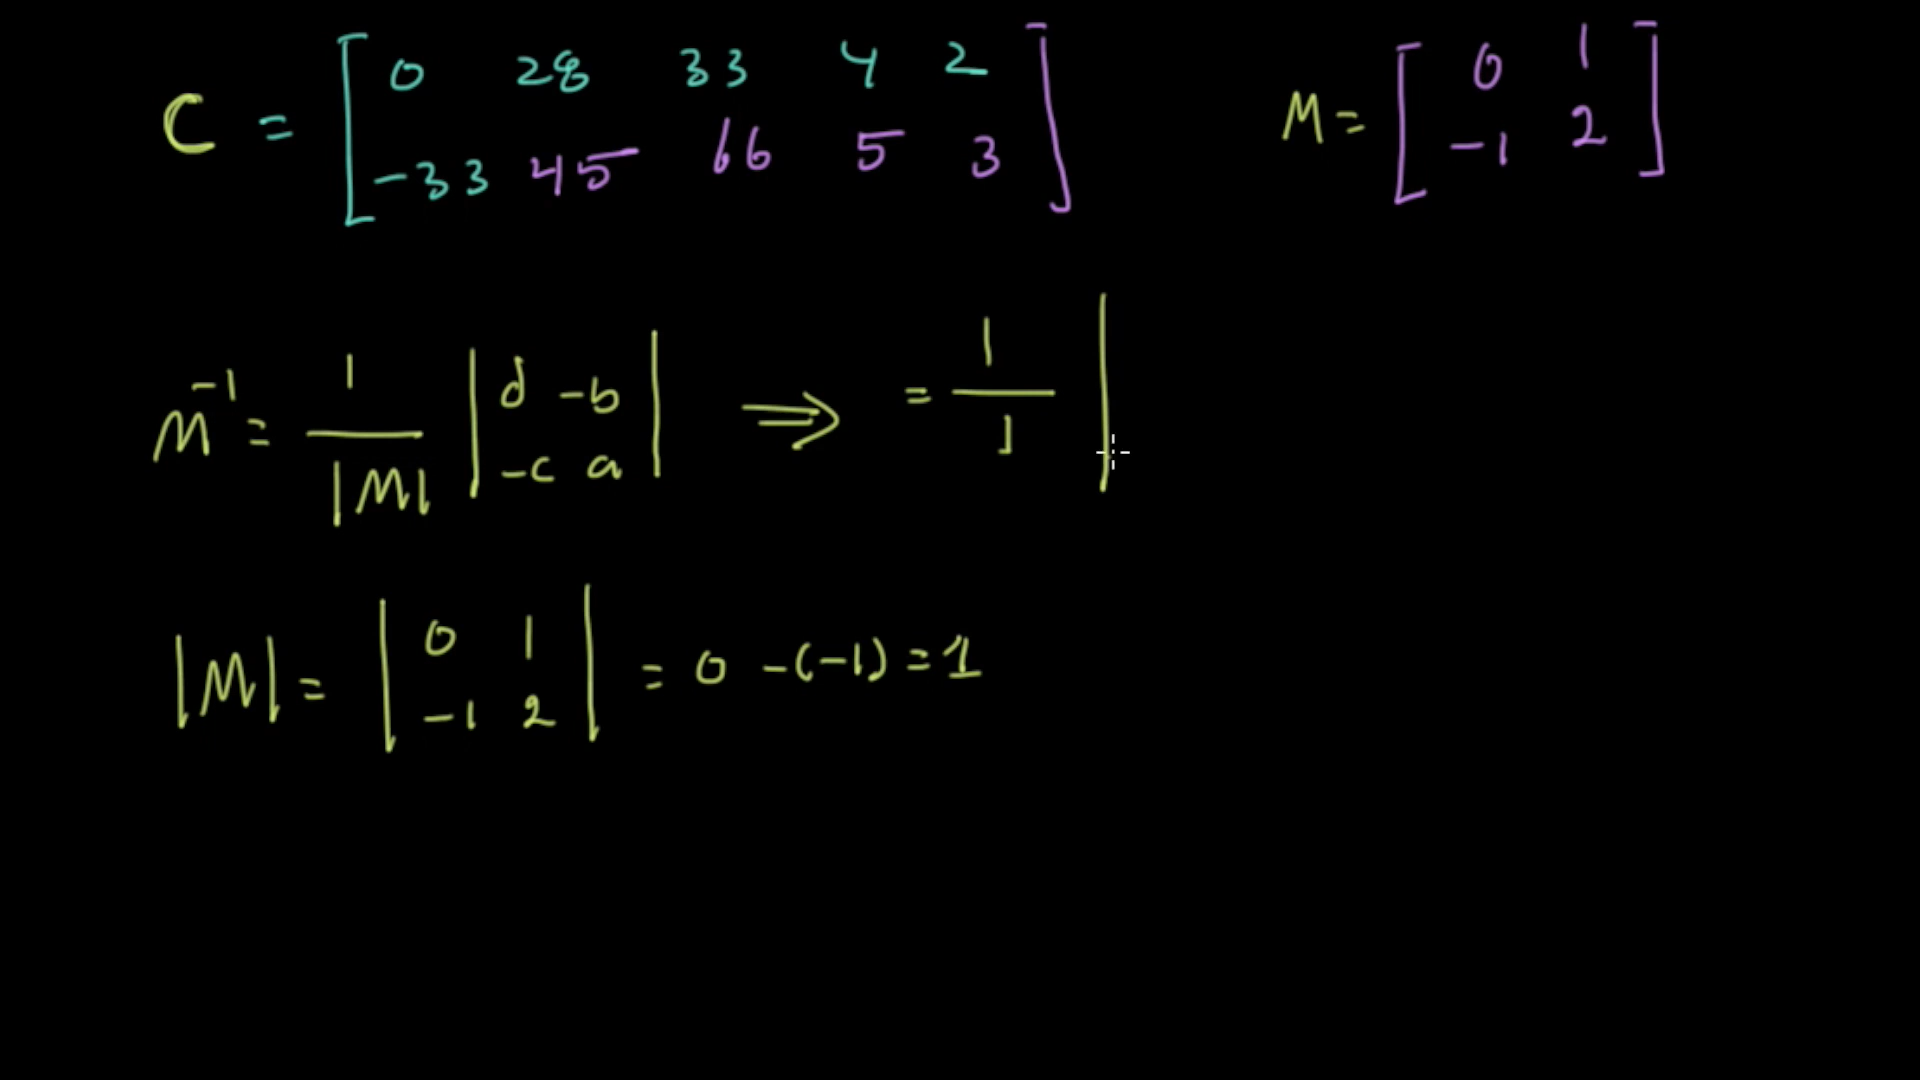 C = [ 0 28 33 4 2
-33 45 66 5 3 ]
M = [ 0 1
-1 2 ]
M⁻¹ = 1 / |M| | d -b
-c a | ⇒ = 1 / 1 |
|M| = | 0 1
-1 2 | = 0 -(-1) = 1